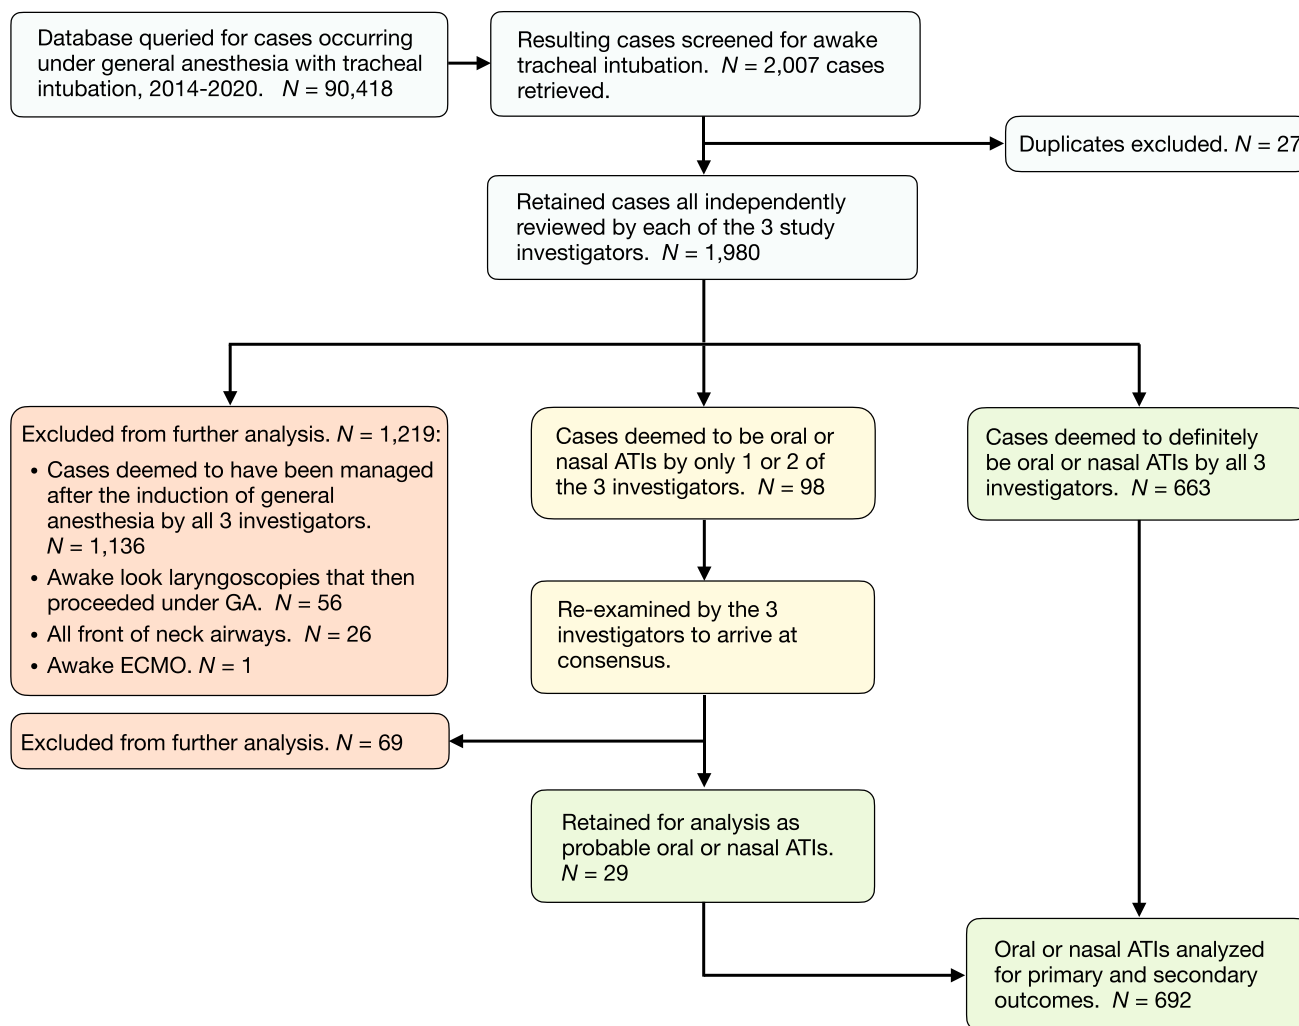 Database queried for cases occurring
under general anesthesia with tracheal
intubation, 2014-2020. N = 90,418
Resulting cases screened for awake
tracheal intubation. N = 2,007 cases
retrieved.
Duplicates excluded. N = 27
Retained cases all independently
reviewed by each of the 3 study
investigators. N = 1,980
Excluded from further analysis. N = 1,219:
• Cases deemed to have been managed
after the induction of general
anesthesia by all 3 investigators.
N = 1,136
• Awake look laryngoscopies that then
proceeded under GA. N = 56
• All front of neck airways. N = 26
• Awake ECMO. N = 1
Cases deemed to be oral or
nasal ATIs by only 1 or 2 of
the 3 investigators. N = 98
Cases deemed to definitely
be oral or nasal ATIs by all 3
investigators. N = 663
Re-examined by the 3
investigators to arrive at
consensus.
Excluded from further analysis. N = 69
Retained for analysis as
probable oral or nasal ATIs.
N = 29
Oral or nasal ATIs analyzed
for primary and secondary
outcomes. N = 692